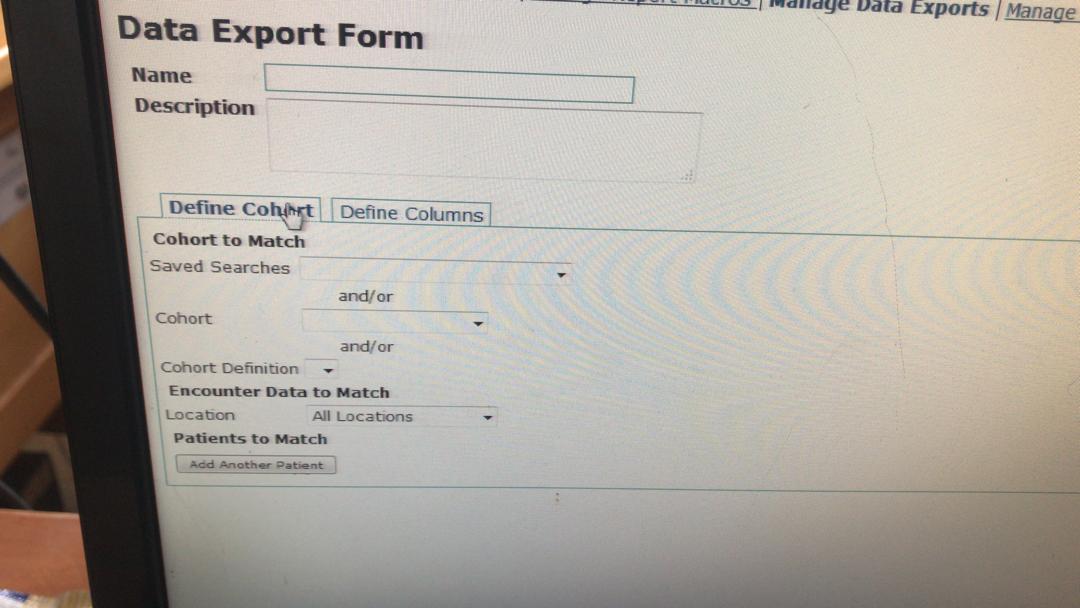 Report Macros | Manage Data Exports | Manage
Data Export Form
Name
Description
Define Cohort
Define Columns
Cohort to Match
Saved Searches
and/or
Cohort
and/or
Cohort Definition
Encounter Data to Match
Location All Locations
Patients to Match
Add Another Patient